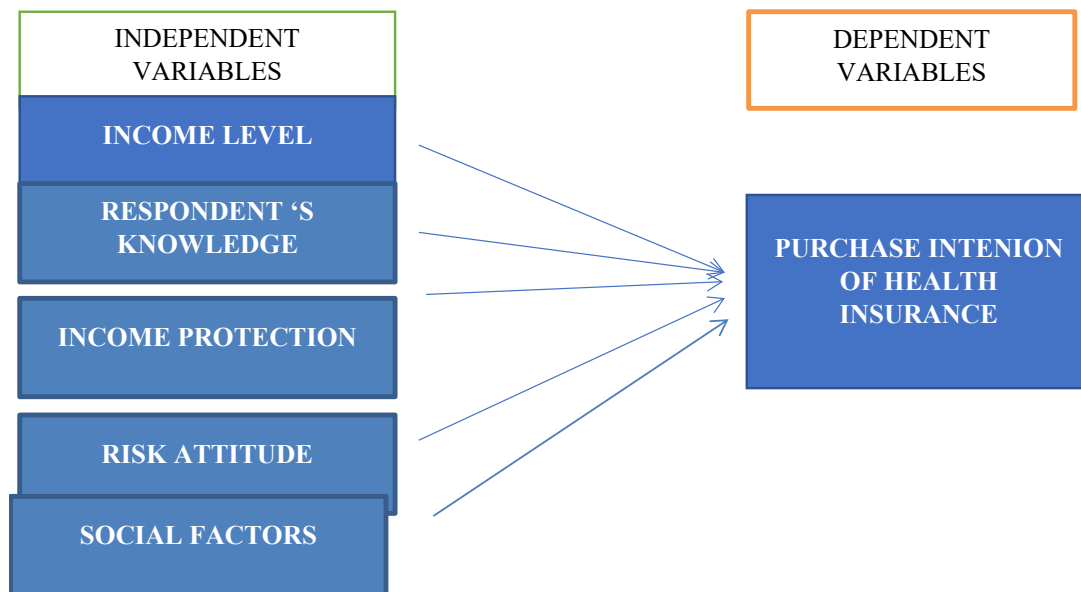 INDEPENDENT
VARIABLES
INCOME LEVEL
RESPONDENT ‘S
KNOWLEDGE
INCOME PROTECTION
RISK ATTITUDE
SOCIAL FACTORS
DEPENDENT
VARIABLES
PURCHASE INTENION
OF HEALTH
INSURANCE